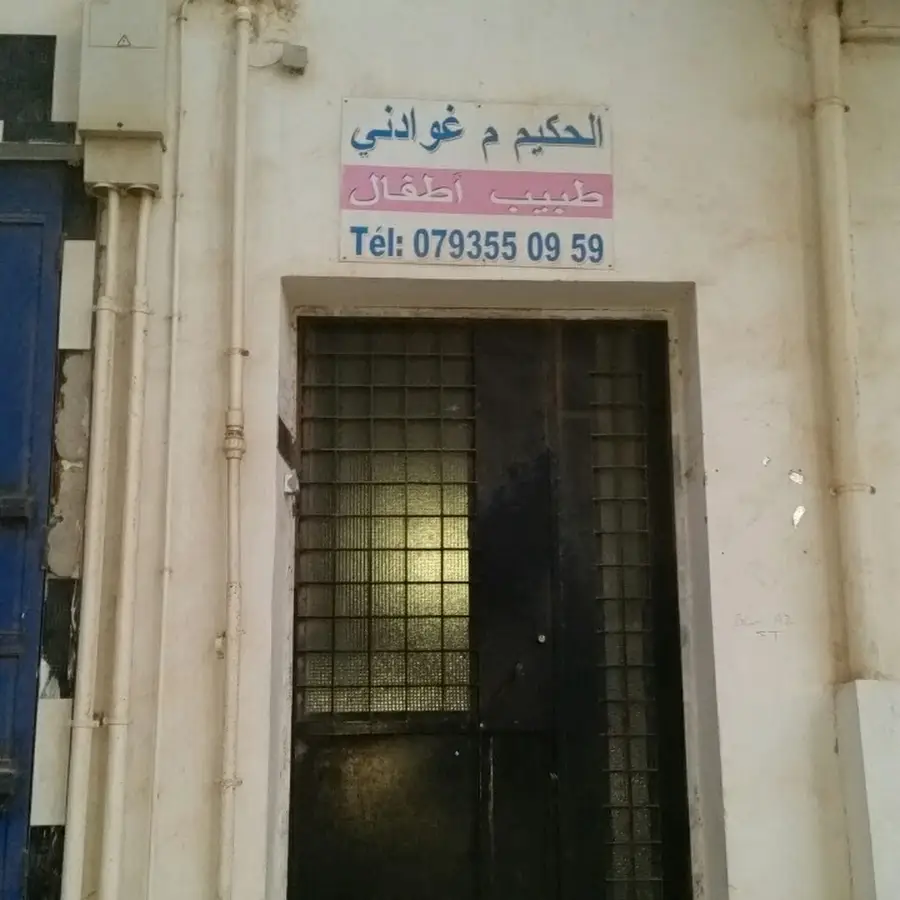 الحكيم م غوادني
طبيب أطفال
Tél: 079355 09 59